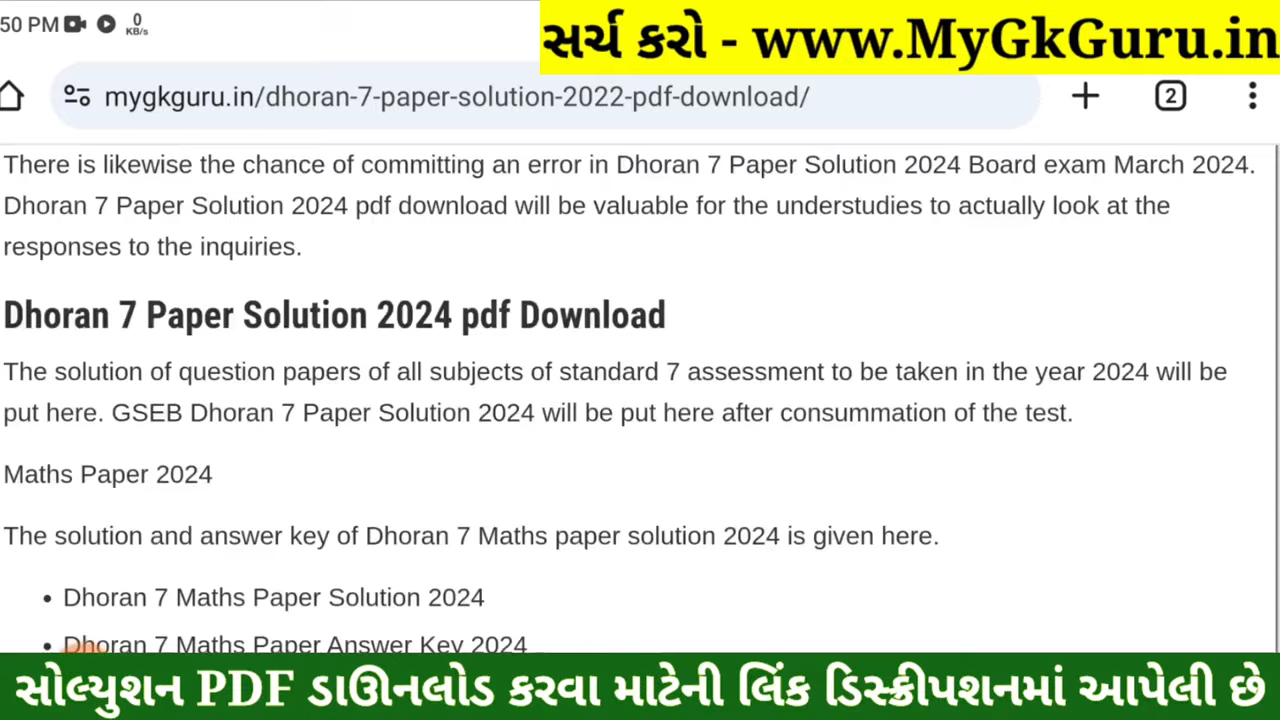 50 PM 0 KB/s
સર્ચ કરો - www.MyGkGuru.in
mygkguru.in/dhoran-7-paper-solution-2022-pdf-download/ 2
There is likewise the chance of committing an error in Dhoran 7 Paper Solution 2024 Board exam March 2024.
Dhoran 7 Paper Solution 2024 pdf download will be valuable for the understudies to actually look at the
responses to the inquiries.
Dhoran 7 Paper Solution 2024 pdf Download
The solution of question papers of all subjects of standard 7 assessment to be taken in the year 2024 will be
put here. GSEB Dhoran 7 Paper Solution 2024 will be put here after consummation of the test.
Maths Paper 2024
The solution and answer key of Dhoran 7 Maths paper solution 2024 is given here.
• Dhoran 7 Maths Paper Solution 2024
• Dhoran 7 Maths Paper Answer Key 2024
સોલ્યુશન PDF ડાઊનલોડ કરવા માટેની લિંક ડિસ્ક્રીપશનમાં આપેલી છે